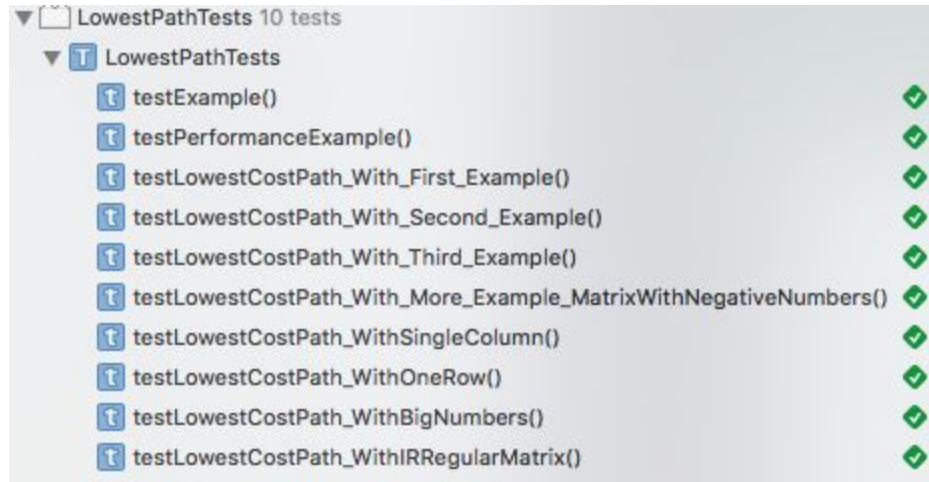 LowestPathTests 10 tests
T LowestPathTests
t testExample()
t testPerformanceExample()
t testLowestCostPath_With_First_Example()
t testLowestCostPath_With_Second_Example()
t testLowestCostPath_With_Third_Example()
t testLowestCostPath_With_More_Example_MatrixWithNegativeNumbers()
t testLowestCostPath_WithSingleColumn()
t testLowestCostPath_WithOneRow()
t testLowestCostPath_WithBigNumbers()
t testLowestCostPath_WithIRRegularMatrix()